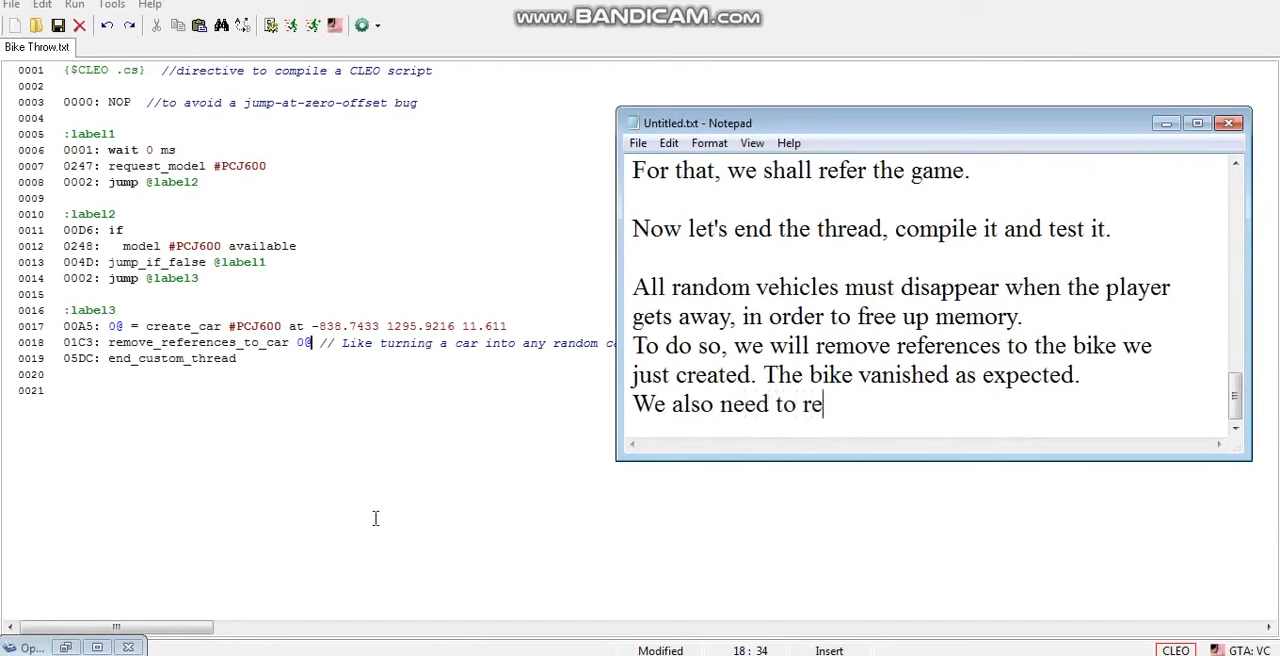 www.BANDICAM.com
File Edit Run Tools Help
Bike Throw.txt
0001 {$CLEO .cs} //directive to compile a CLEO script
0002
0003 0000: NOP //to avoid a jump-at-zero-offset bug
0004
0005 :label1
0006 0001: wait 0 ms
0007 0247: request_model #PCJ600
0008 0002: jump @label2
0009
0010 :label2
0011 00D6: if
0012 0248: model #PCJ600 available
0013 004D: jump_if_false @label1
0014 0002: jump @label3
0015
0016 :label3
0017 00A5: 0@ = create_car #PCJ600 at -838.7433 1295.9216 11.611
0018 01C3: remove_references_to_car 0@ // Like turning a car into any random ca
0019 05DC: end_custom_thread
0020
0021
Untitled.txt - Notepad
File Edit Format View Help
For that, we shall refer the game.
Now let's end the thread, compile it and test it.
All random vehicles must disappear when the player
gets away, in order to free up memory.
To do so, we will remove references to the bike we
just created. The bike vanished as expected.
We also need to re
Op...
Modified 18: 34 Insert CLEO GTA: VC